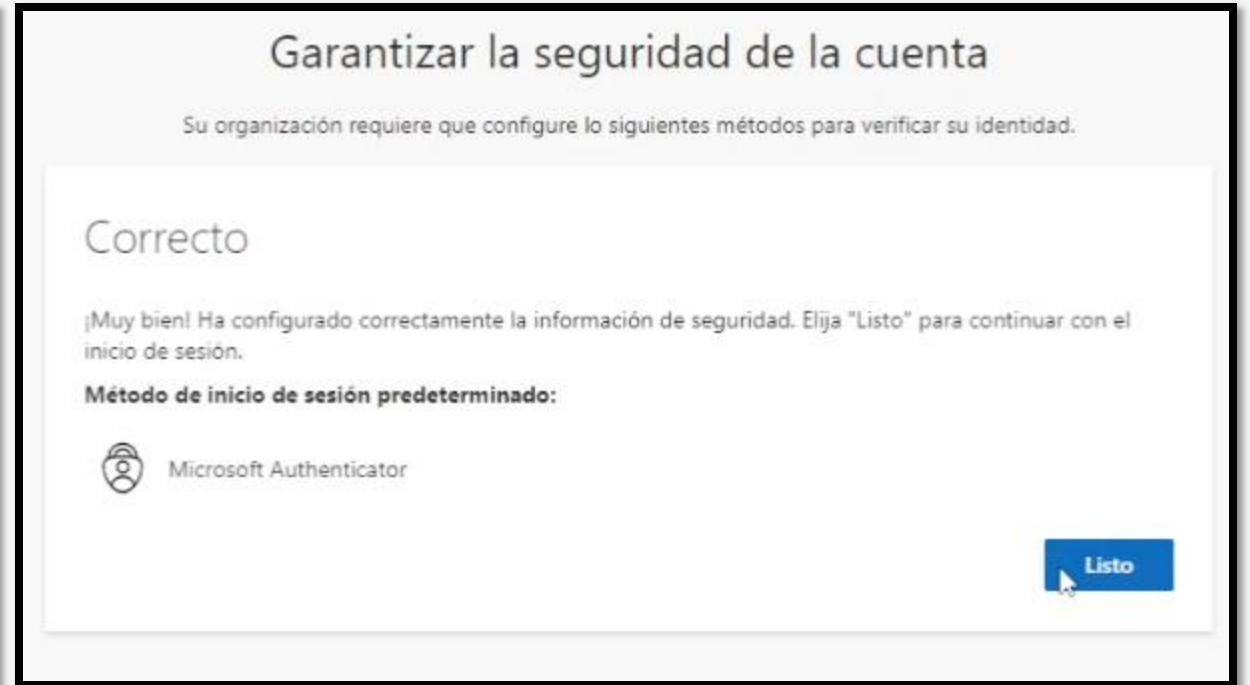 Garantizar la seguridad de la cuenta
Su organización requiere que configure lo siguientes métodos para verificar su identidad.
Correcto
¡Muy bien! Ha configurado correctamente la información de seguridad. Elija "Listo" para continuar con el
inicio de sesión.
Método de inicio de sesión predeterminado:
Microsoft Authenticator
Listo